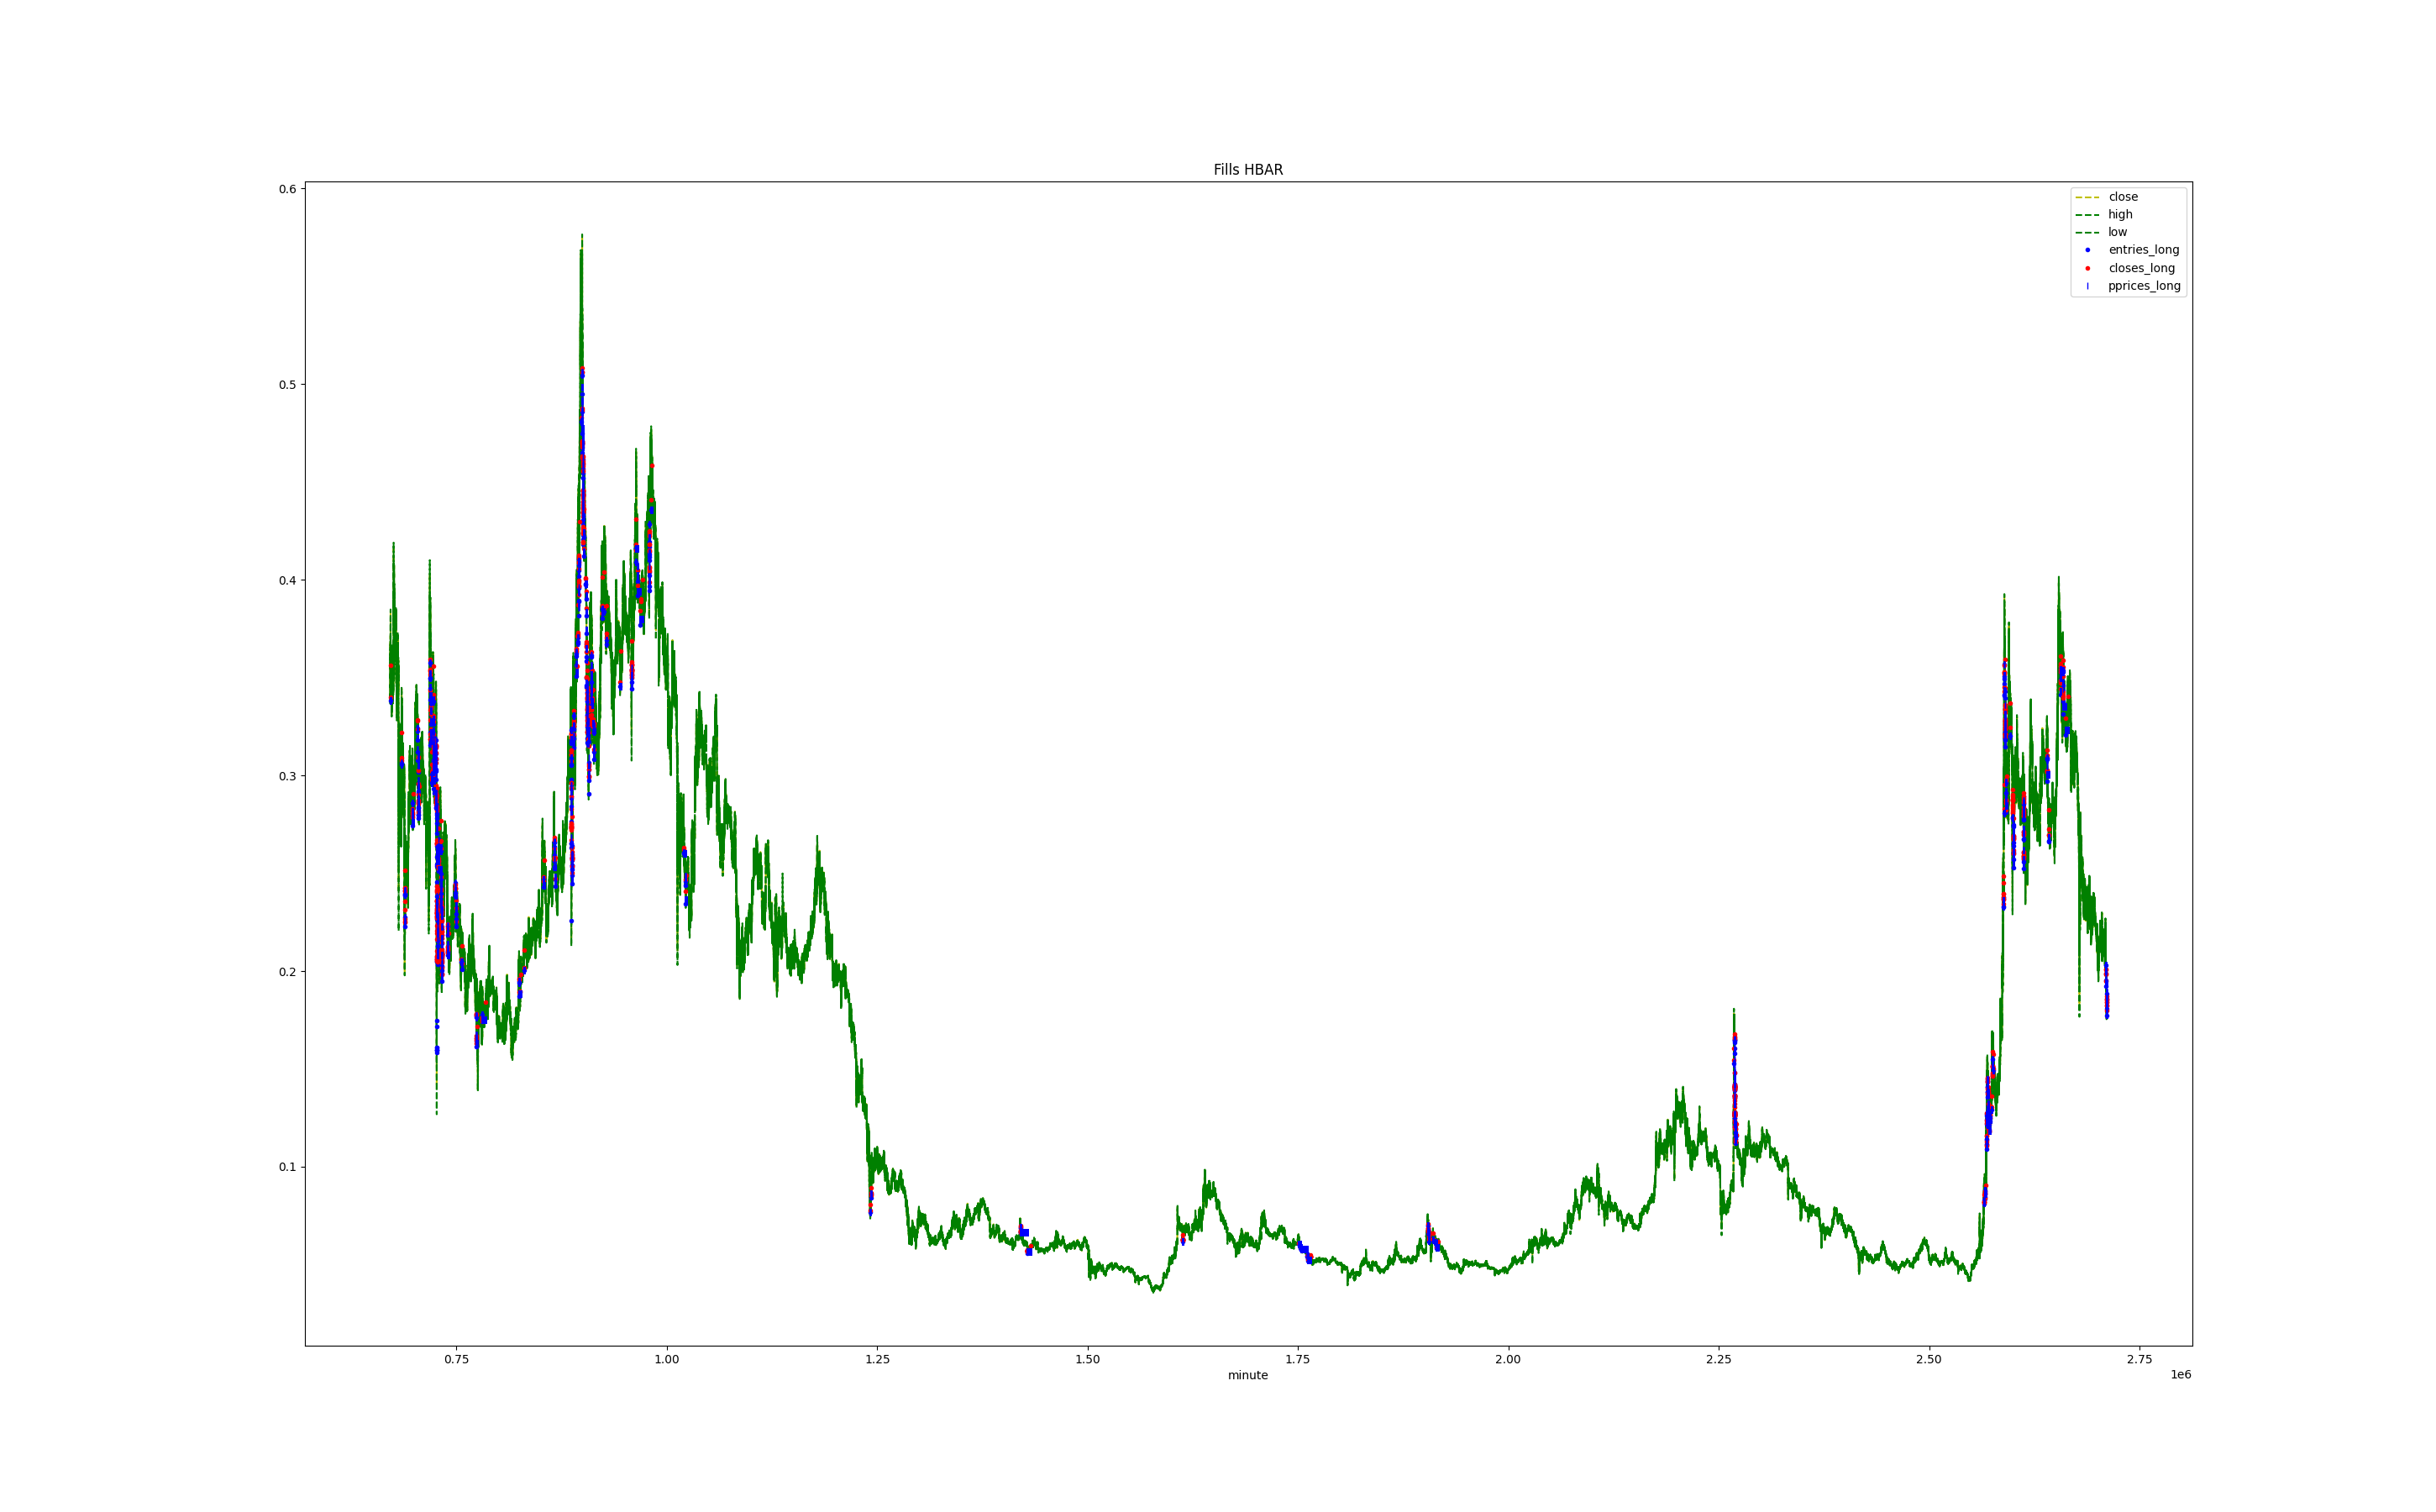 Fills HBAR
close
high
low
entries_long
closes_long
pprices_long
0.6
0.5
0.4
0.3
0.2
0.1
0.75 1.00 1.25 1.50 1.75 2.00 2.25 2.50 2.75
minute
1e6